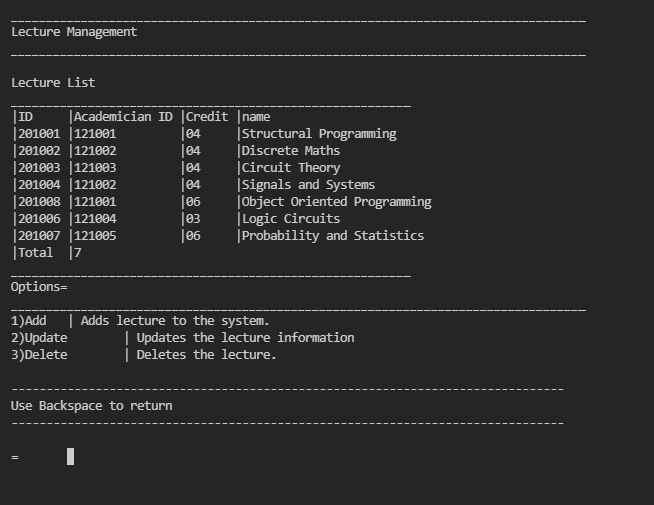 Lecture Management
Lecture List
|ID     |Academician ID |Credit |name
|201001 |121001         |04     |Structural Programming
|201002 |121002         |04     |Discrete Maths
|201003 |121003         |04     |Circuit Theory
|201004 |121002         |04     |Signals and Systems
|201008 |121001         |06     |Object Oriented Programming
|201006 |121004         |03     |Logic Circuits
|201007 |121005         |06     |Probability and Statistics
|Total  |7
Options=
1)Add   | Adds lecture to the system.
2)Update        | Updates the lecture information
3)Delete        | Deletes the lecture.
-------------------------------------------------------------------------------
Use Backspace to return
-------------------------------------------------------------------------------
=